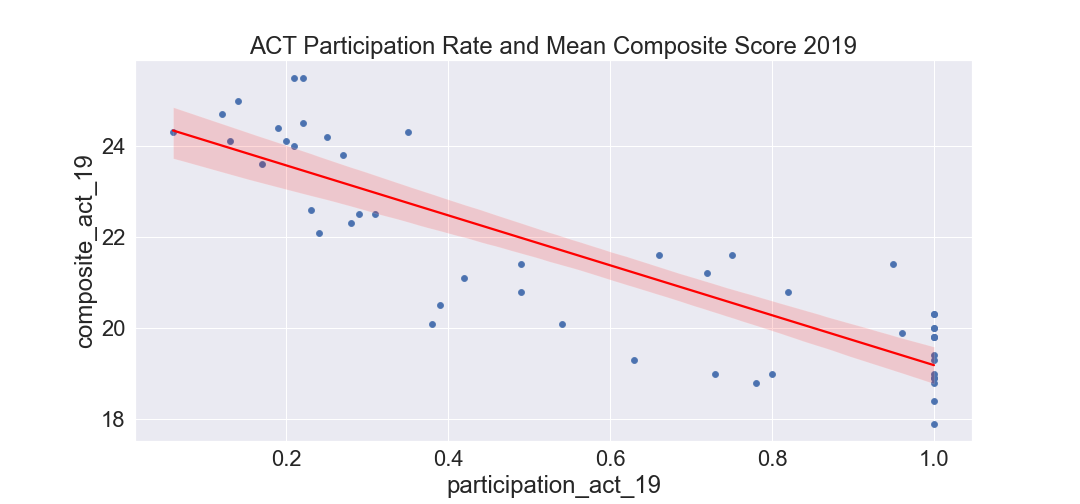 ACT Participation Rate and Mean Composite Score 2019
composite_act_19
24
22
20
18
0.2 0.4 0.6 0.8 1.0
participation_act_19